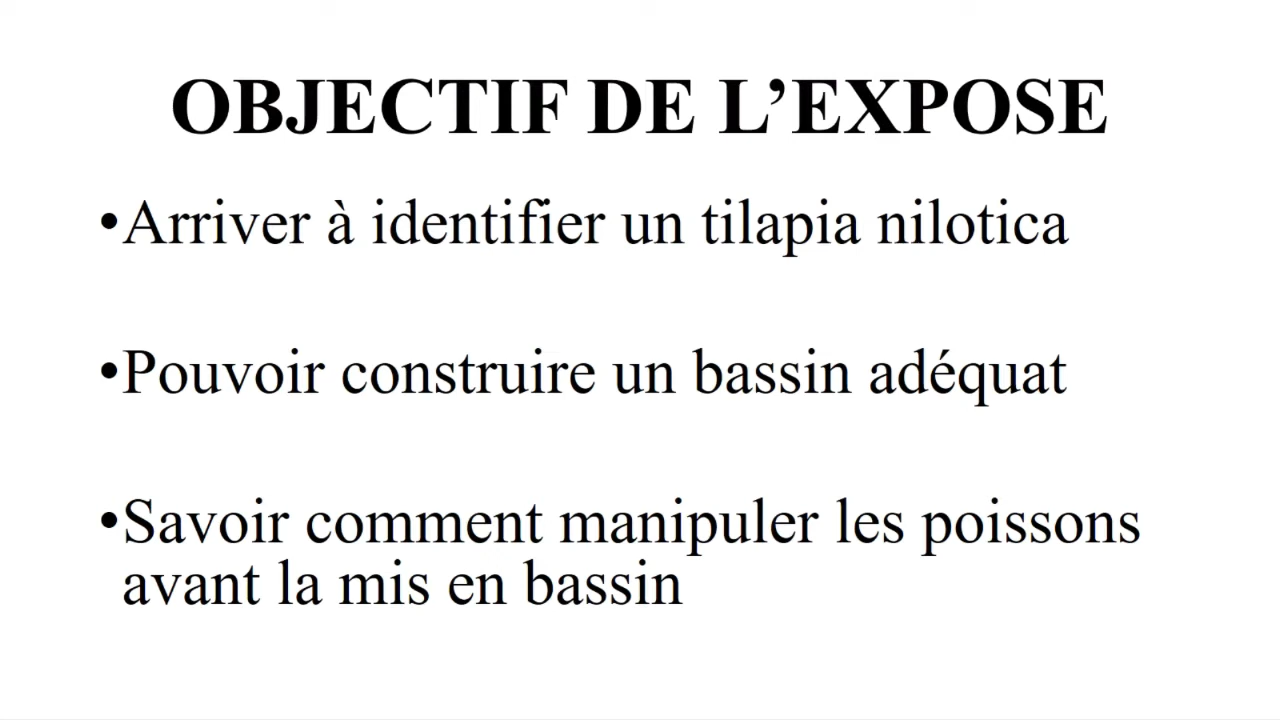 OBJECTIF DE L’EXPOSE
•Arriver à identifier un tilapia nilotica
•Pouvoir construire un bassin adéquat
•Savoir comment manipuler les poissons
avant la mis en bassin